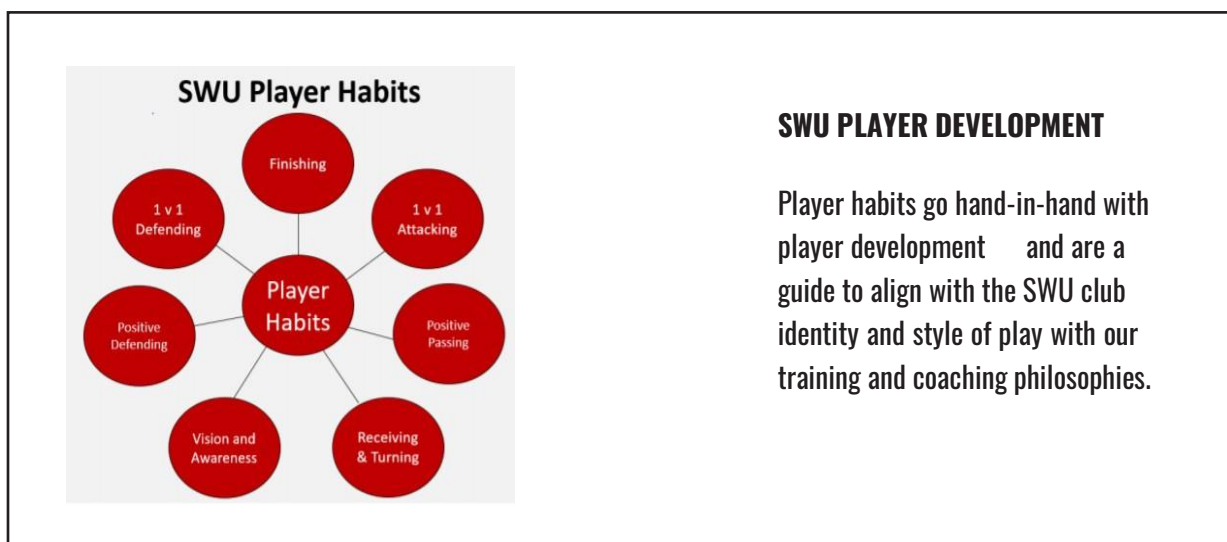 SWU Player Habits
Finishing
1 v 1
Defending
1 v 1
Attacking
Player
Habits
Positive
Defending
Positive
Passing
Vision and
Awareness
Receiving
& Turning
SWU PLAYER DEVELOPMENT
Player habits go hand-in-hand with
player development and are a
guide to align with the SWU club
identity and style of play with our
training and coaching philosophies.